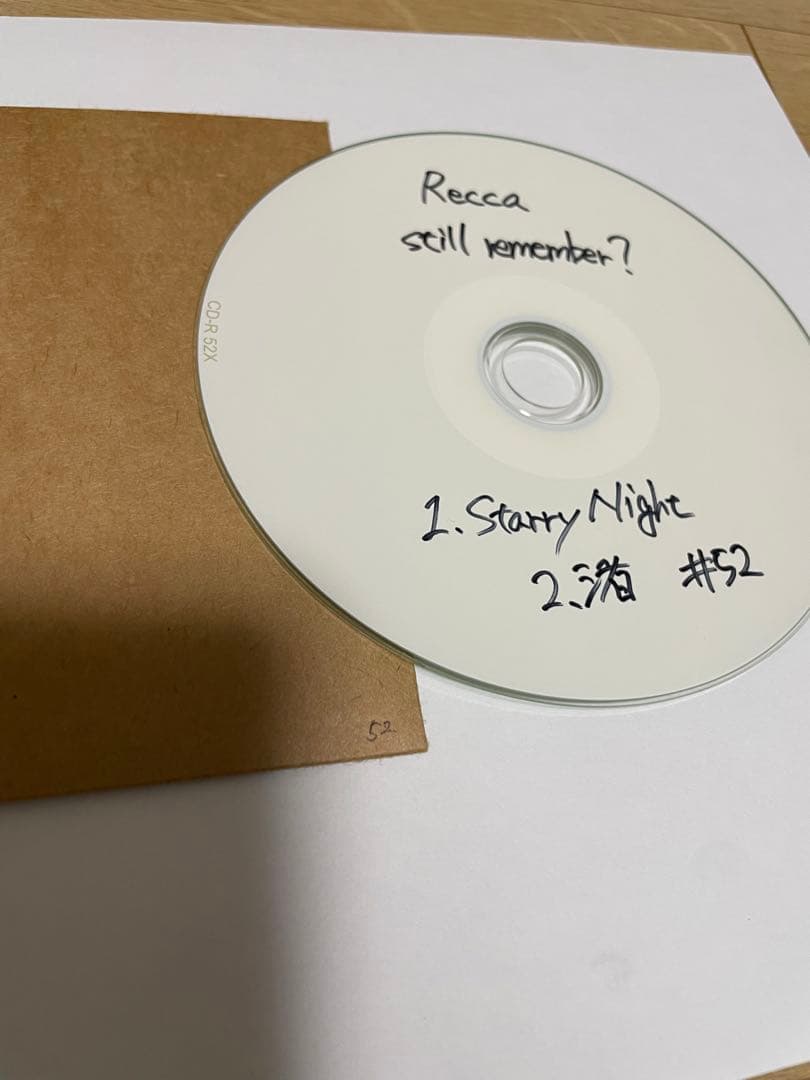 Recca
still remember?
CD-R 52X
1. Starry Night
2. 渚 #52
52